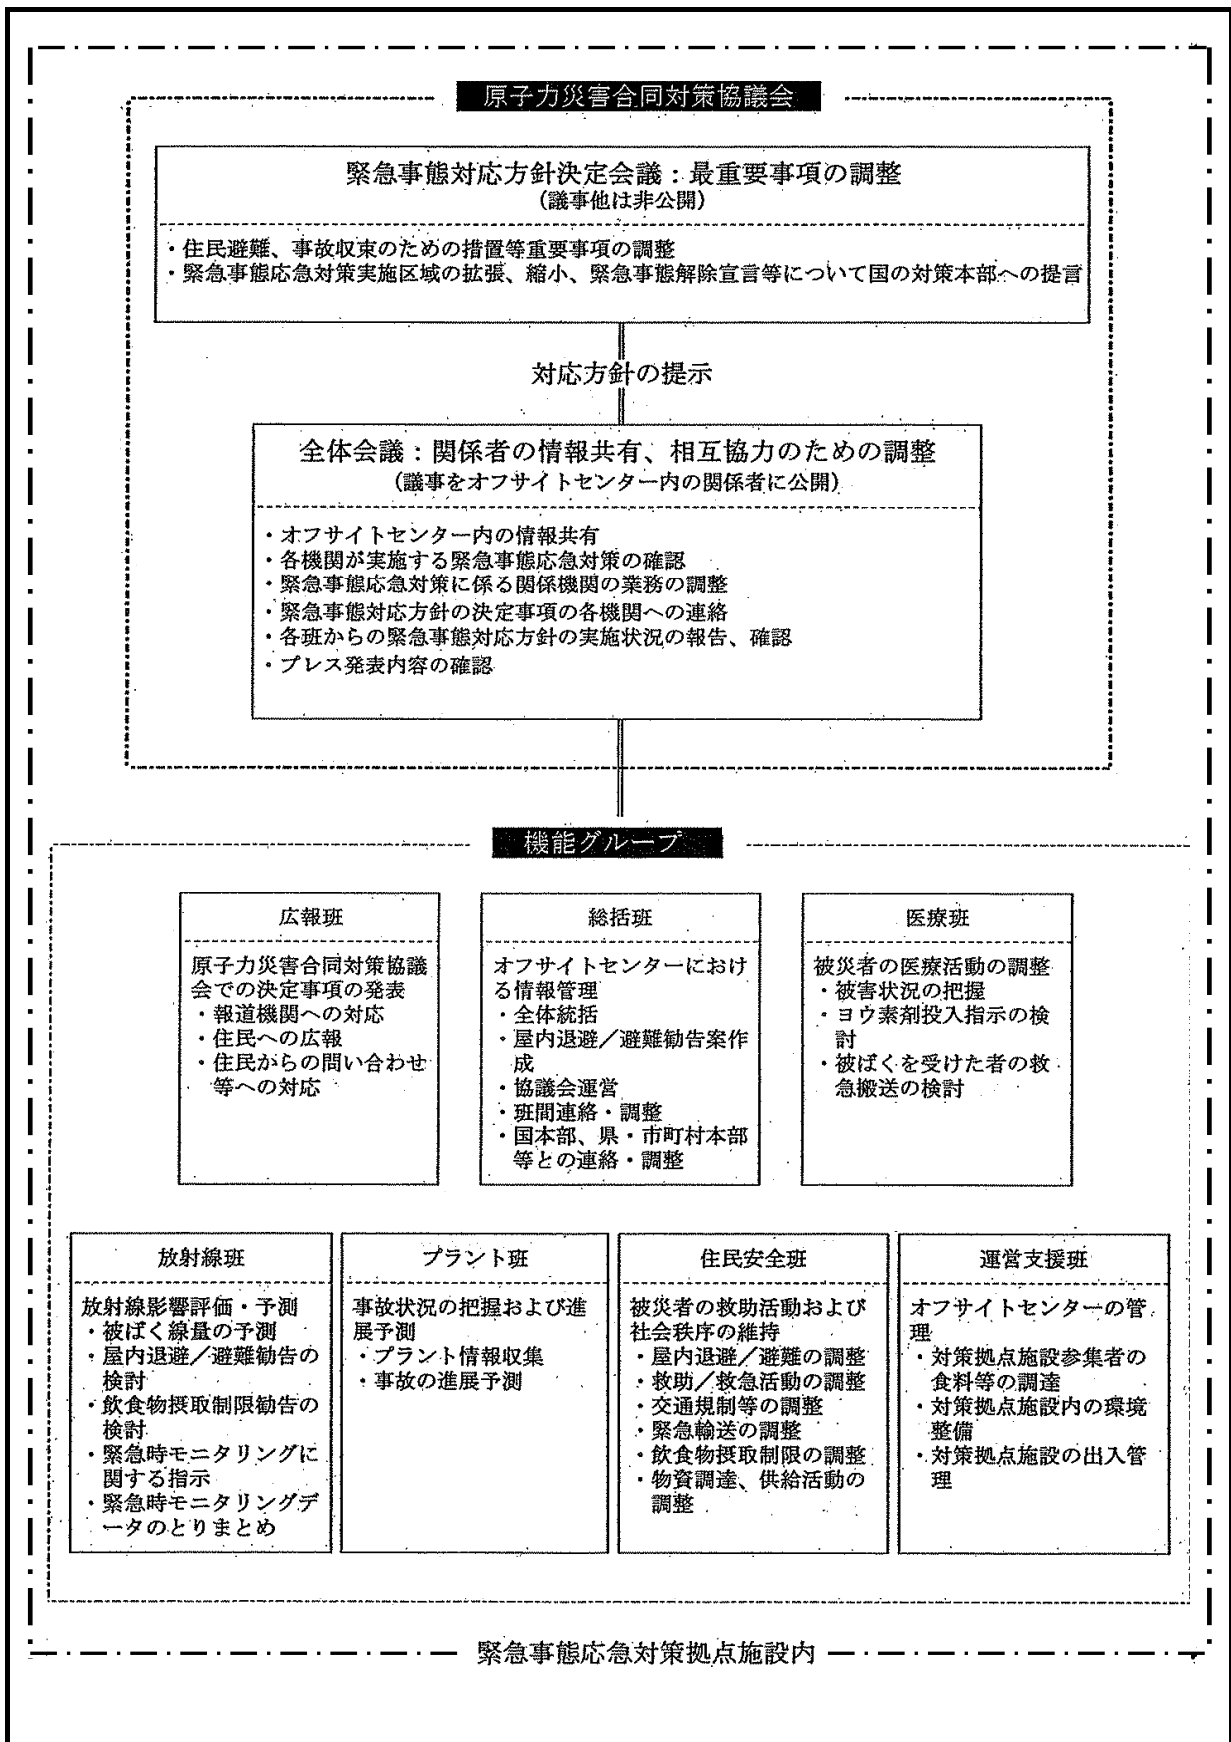 原子力災害合同対策協議会
緊急事態対応方針決定会議：最重要事項の調整
（議事他は非公開）
・住民避難、事故収束のための措置等重要事項の調整
・緊急事態応急対策実施区域の拡張、縮小、緊急事態解除宣言等について国の対策本部への提言
対応方針の提示
全体会議：関係者の情報共有、相互協力のための調整
（議事をオフサイトセンター内の関係者に公開）
・オフサイトセンター内の情報共有
・各機関が実施する緊急事態応急対策の確認
・緊急事態応急対策に係る関係機関の業務の調整
・緊急事態対応方針の決定事項の各機関への連絡
・各班からの緊急事態対応方針の実施状況の報告、確認
・プレス発表内容の確認
機能グループ
広報班
原子力災害合同対策協議
会での決定事項の発表
・報道機関への対応
・住民への広報
・住民からの問い合わせ
等への対応
総括班
オフサイトセンターにおけ
る情報管理
・全体統括
・屋内退避／避難勧告案作
成
・協議会運営
・班間連絡・調整
・国本部、県・市町村本部
等との連絡・調整
医療班
被災者の医療活動の調整
・被害状況の把握
・ヨウ素剤投入指示の検
討
・被ばくを受けた者の救
急搬送の検討
放射線班
放射線影響評価・予測
・被ばく線量の予測
・屋内退避／避難勧告の
検討
・飲食物摂取制限勧告の
検討
・緊急時モニタリングに
関する指示
・緊急時モニタリングデ
ータのとりまとめ
プラント班
事故状況の把握および進
展予測
・プラント情報収集
・事故の進展予測
住民安全班
被災者の救助活動および
社会秩序の維持
・屋内退避／避難の調整
・救助／救急活動の調整
・交通規制等の調整
・緊急輸送の調整
・飲食物摂取制限の調整
・物資調達、供給活動の
調整
運営支援班
オフサイトセンターの管
理
・対策拠点施設参集者の
食料等の調達
・対策拠点施設内の環境
整備
・対策拠点施設の出入管
理
緊急事態応急対策拠点施設内